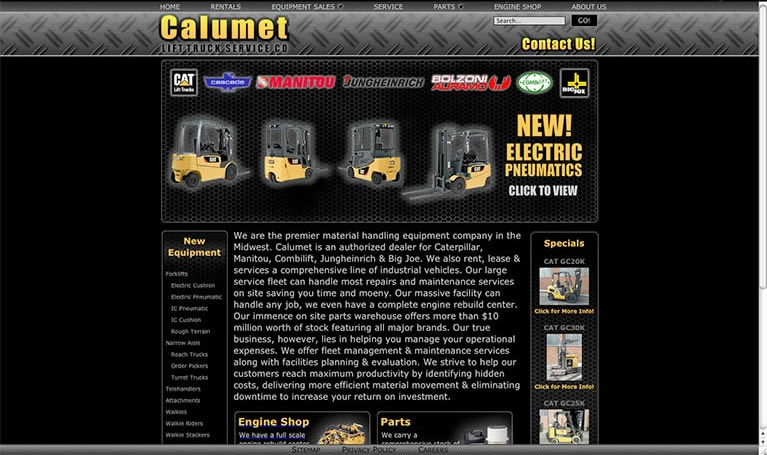 HOME RENTALS EQUIPMENT SALES SERVICE PARTS ENGINE SHOP ABOUT US
Search... GO!
Calumet
LIFT TRUCK SERVICE CO
Contact Us!
CAT cascade MANITOU JUNGHEINRICH BOLZONI AURAMO COMBILIFT BIG JOE
Lift Trucks
NEW!
ELECTRIC
PNEUMATICS
CLICK TO VIEW
New
Equipment
Forklifts
Electric Cushion
Electric Pneumatic
IC Pneumatic
IC Cushion
Rough Terrain
Narrow Aisle
Reach Trucks
Order Pickers
Turret Trucks
Telehandlers
Attachments
Walkies
Walkie Riders
Walkie Stackers
We are the premier material handling equipment company in the
Midwest. Calumet is an authorized dealer for Caterpillar,
Manitou, Combilift, Jungheinrich & Big Joe. We also rent, lease &
services a comprehensive line of industrial vehicles. Our large
service fleet can handle most repairs and maintenance services
on site saving you time and moeny. Our massive facility can
handle any job, we even have a complete engine rebuild center.
Our immence on site parts warehouse offers more than $10
million worth of stock featuring all major brands. Our true
business, however, lies in helping you manage your operational
expenses. We offer fleet management & maintenance services
along with facilities planning & evaluation. We strive to help our
customers reach maximum productivity by identifying hidden
costs, delivering more efficient material movement & eliminating
downtime to increase your return on investment.
Engine Shop
We have a full scale
engine rebuild center
Parts
We carry a
comprehensive stock of
Specials
CAT GC20K
Click for More Info!
CAT GC30K
Click for More Info!
CAT GC25K
Sitemap Privacy Policy Careers